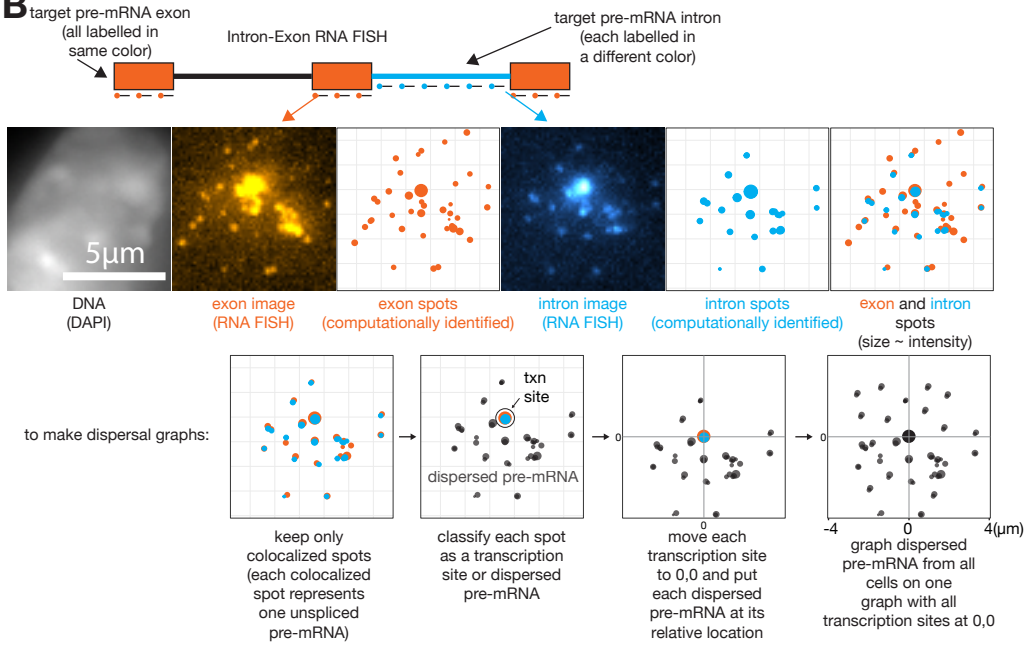 B
target pre-mRNA exon
(all labelled in
same color)
Intron-Exon RNA FISH
target pre-mRNA intron
(each labelled in
a different color)
5μm
DNA
(DAPI)
exon image
(RNA FISH)
exon spots
(computationally identified)
intron image
(RNA FISH)
intron spots
(computationally identified)
exon and intron
spots
(size ~ intensity)
to make dispersal graphs:
txn
site
dispersed pre-mRNA
0
0
0
-4 0 4(μm)
keep only
colocalized spots
(each colocalized
spot represents
one unspliced
pre-mRNA)
classify each spot
as a transcription
site or dispersed
pre-mRNA
move each
transcription site
to 0,0 and put
each dispersed
pre-mRNA at its
relative location
graph dispersed
pre-mRNA from all
cells on one
graph with all
transcription sites at 0,0